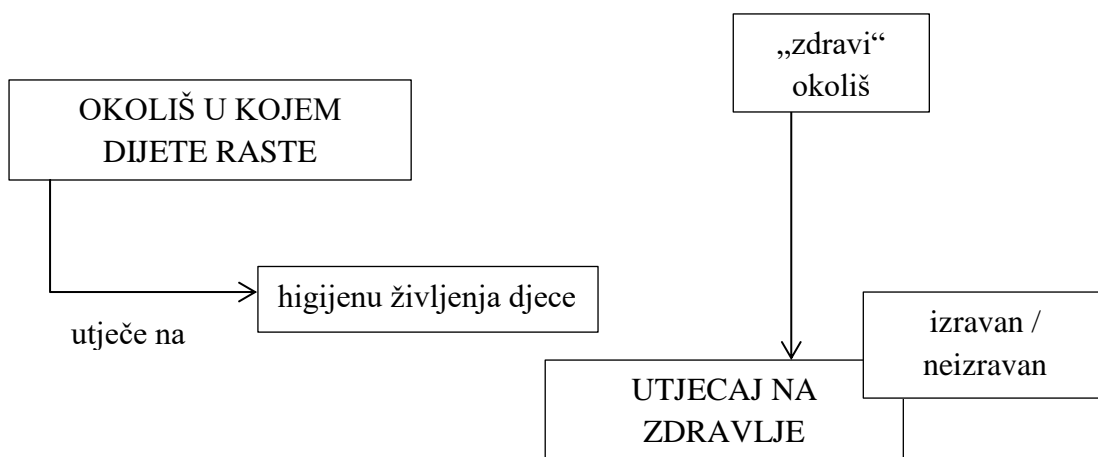 „zdravi“
okoliš
OKOLIŠ U KOJEM
DIJETE RASTE
higijenu življenja djece
utječe na
izravan /
neizravan
UTJECAJ NA
ZDRAVLJE